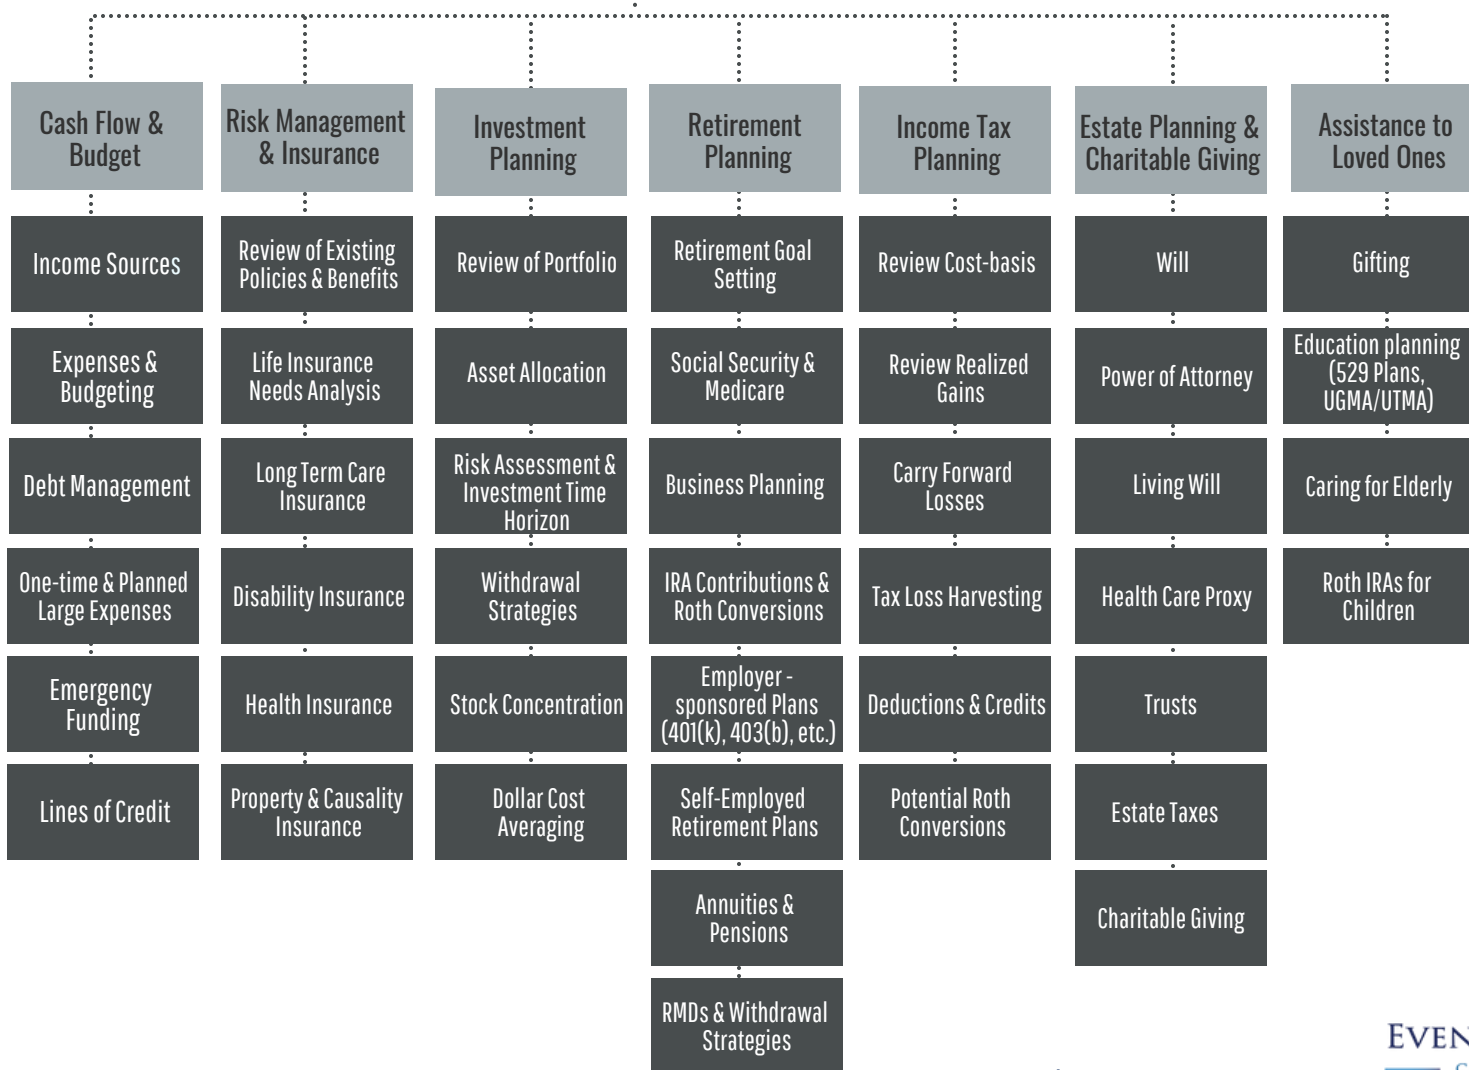 Cash Flow &
Budget
Income Sources
Expenses &
Budgeting
Debt Management
One-time & Planned
Large Expenses
Emergency
Funding
Lines of Credit
Risk Management
& Insurance
Review of Existing
Policies & Benefits
Life Insurance
Needs Analysis
Long Term Care
Insurance
Disability Insurance
Health Insurance
Property & Causality
Insurance
Investment
Planning
Review of Portfolio
Asset Allocation
Risk Assessment &
Investment Time
Horizon
Withdrawal
Strategies
Stock Concentration
Dollar Cost
Averaging
Retirement
Planning
Retirement Goal
Setting
Social Security &
Medicare
Business Planning
IRA Contributions &
Roth Conversions
Employer -
sponsored Plans
(401(k), 403(b), etc.)
Self-Employed
Retirement Plans
Annuities &
Pensions
RMDs & Withdrawal
Strategies
Income Tax
Planning
Review Cost-basis
Review Realized
Gains
Carry Forward
Losses
Tax Loss Harvesting
Deductions & Credits
Potential Roth
Conversions
Estate Planning &
Charitable Giving
Will
Power of Attorney
Living Will
Health Care Proxy
Trusts
Estate Taxes
Charitable Giving
Assistance to
Loved Ones
Gifting
Education planning
(529 Plans,
UGMA/UTMA)
Caring for Elderly
Roth IRAs for
Children
EVEN